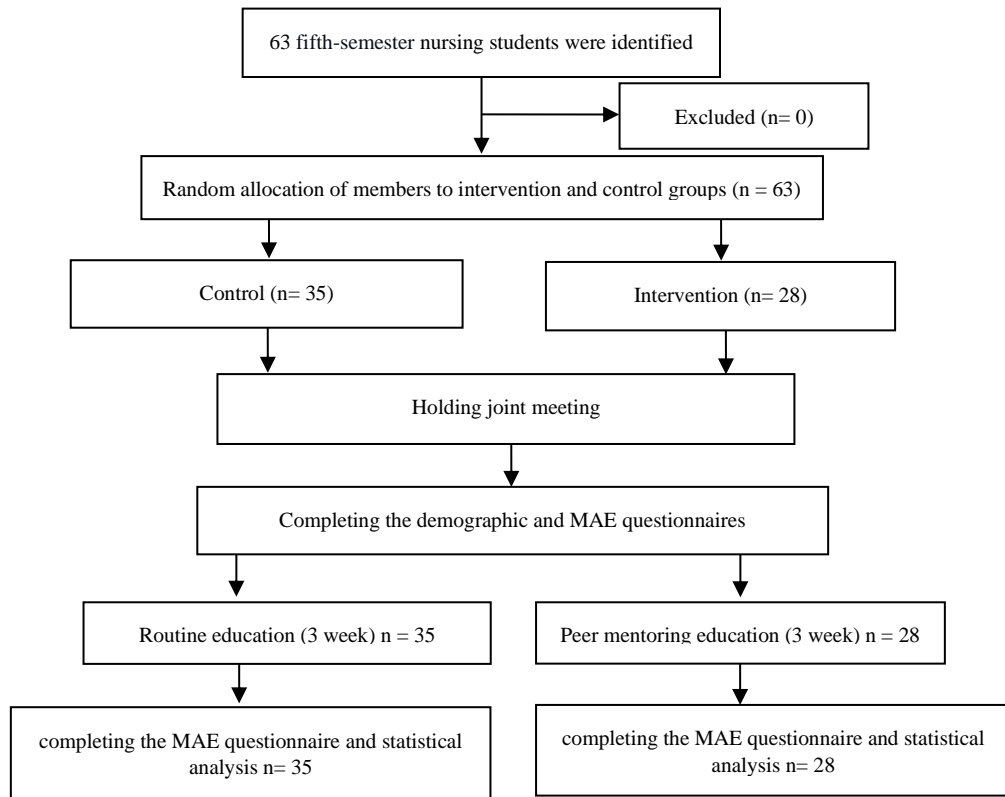 63 fifth-semester nursing students were identified
Excluded (n= 0)
Random allocation of members to intervention and control groups (n = 63)
Control (n= 35)
Intervention (n= 28)
Holding joint meeting
Completing the demographic and MAE questionnaires
Routine education (3 week) n = 35
Peer mentoring education (3 week) n = 28
completing the MAE questionnaire and statistical
analysis n= 35
completing the MAE questionnaire and statistical
analysis n= 28